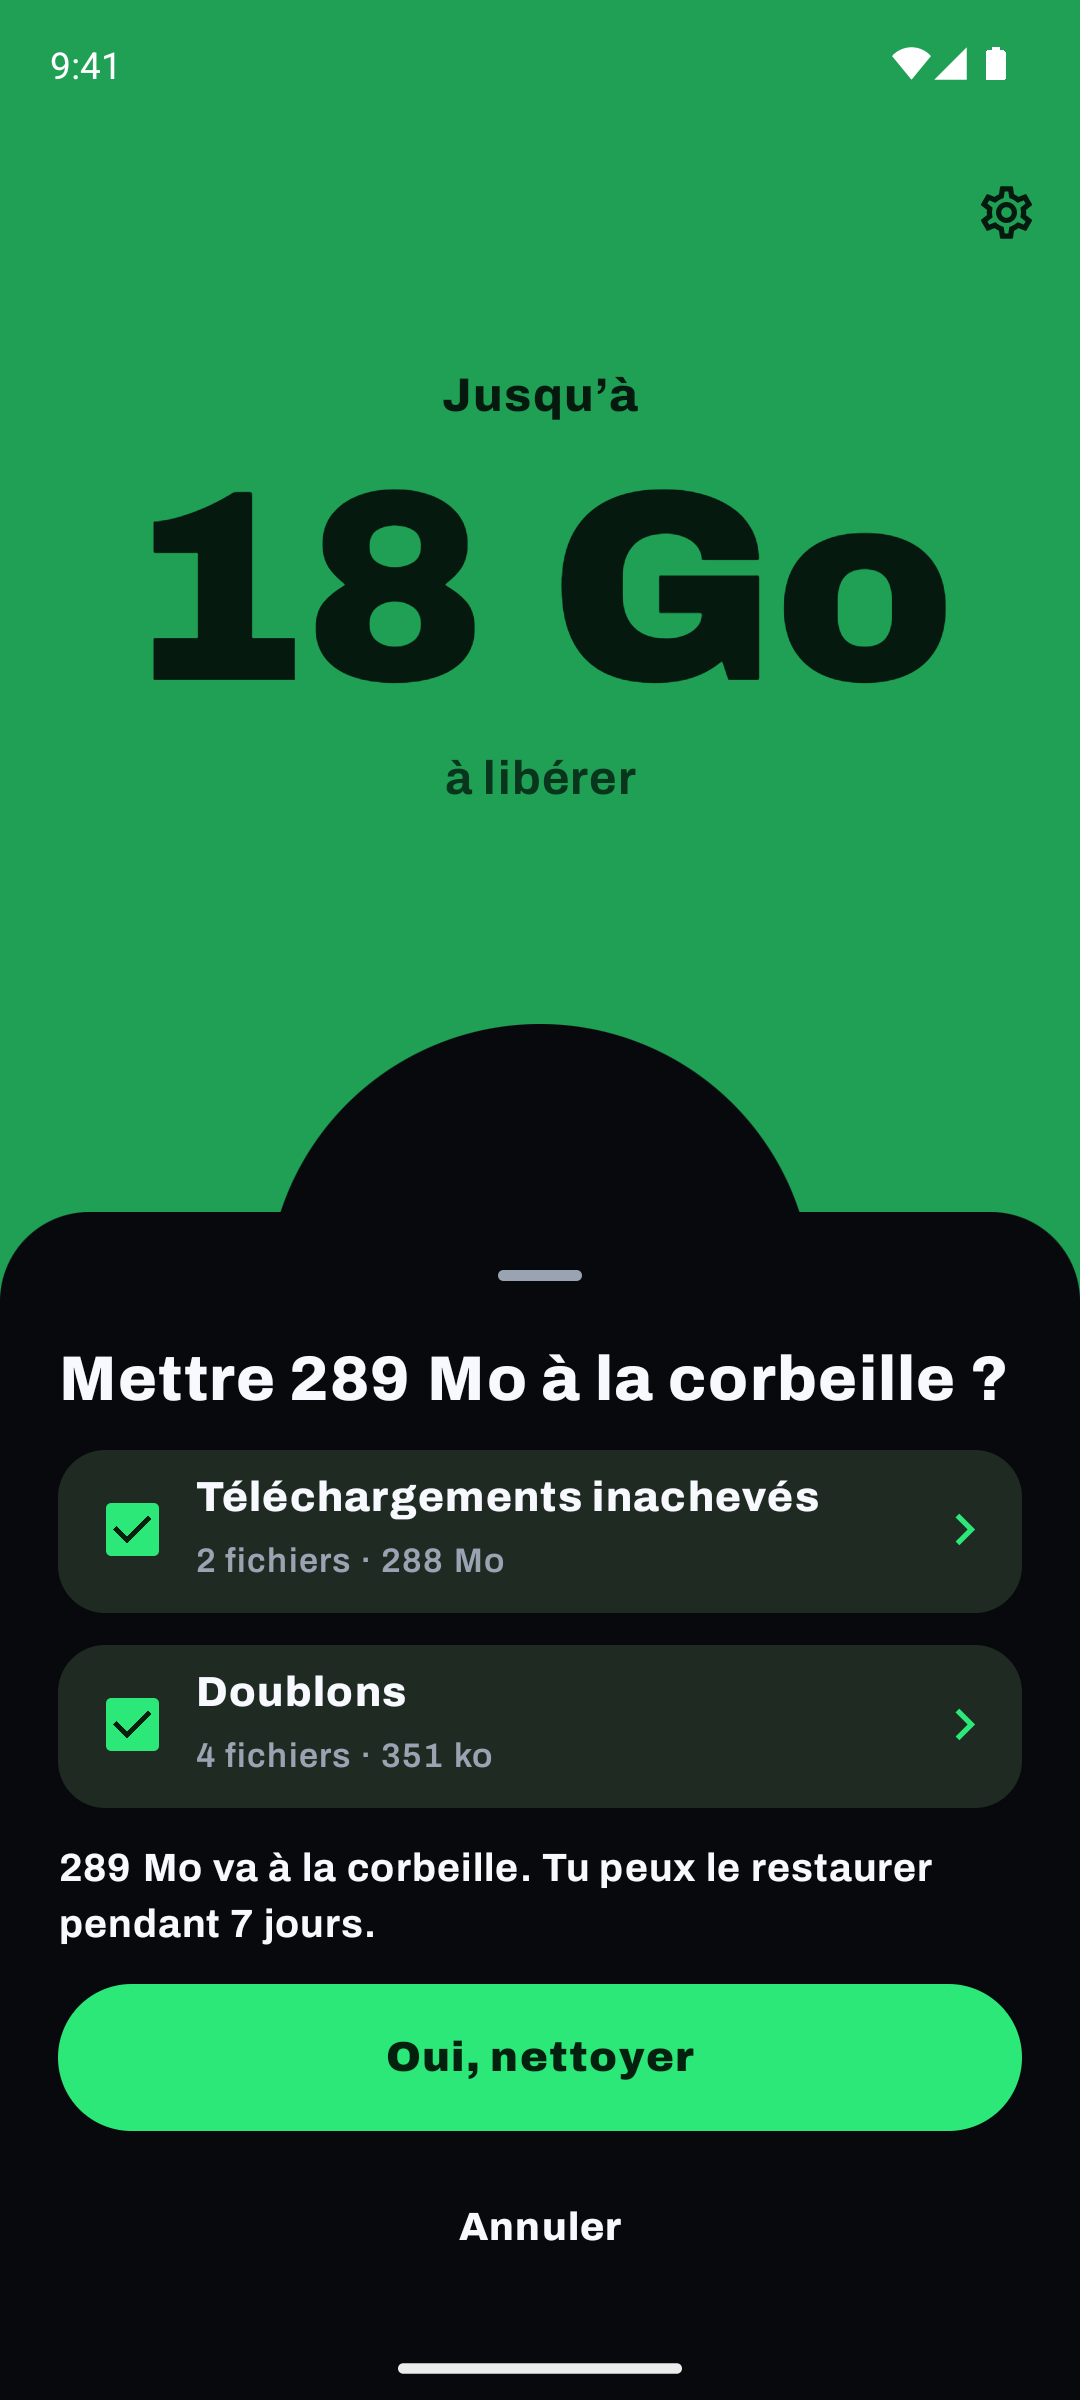 9:41
Jusqu’à
18 Go
à libérer
Mettre 289 Mo à la corbeille ?
Téléchargements inachevés
2 fichiers · 288 Mo
Doublons
4 fichiers · 351 ko
289 Mo va à la corbeille. Tu peux le restaurer
pendant 7 jours.
Oui, nettoyer
Annuler